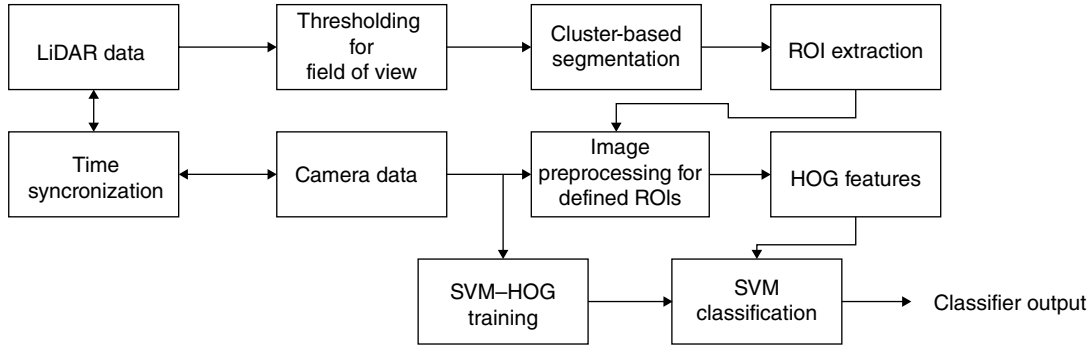 LiDAR data
Thresholding
for
field of view
Cluster-based
segmentation
ROI extraction
Time
syncronization
Camera data
Image
preprocessing for
defined ROIs
HOG features
SVM–HOG
training
SVM
classification
Classifier output